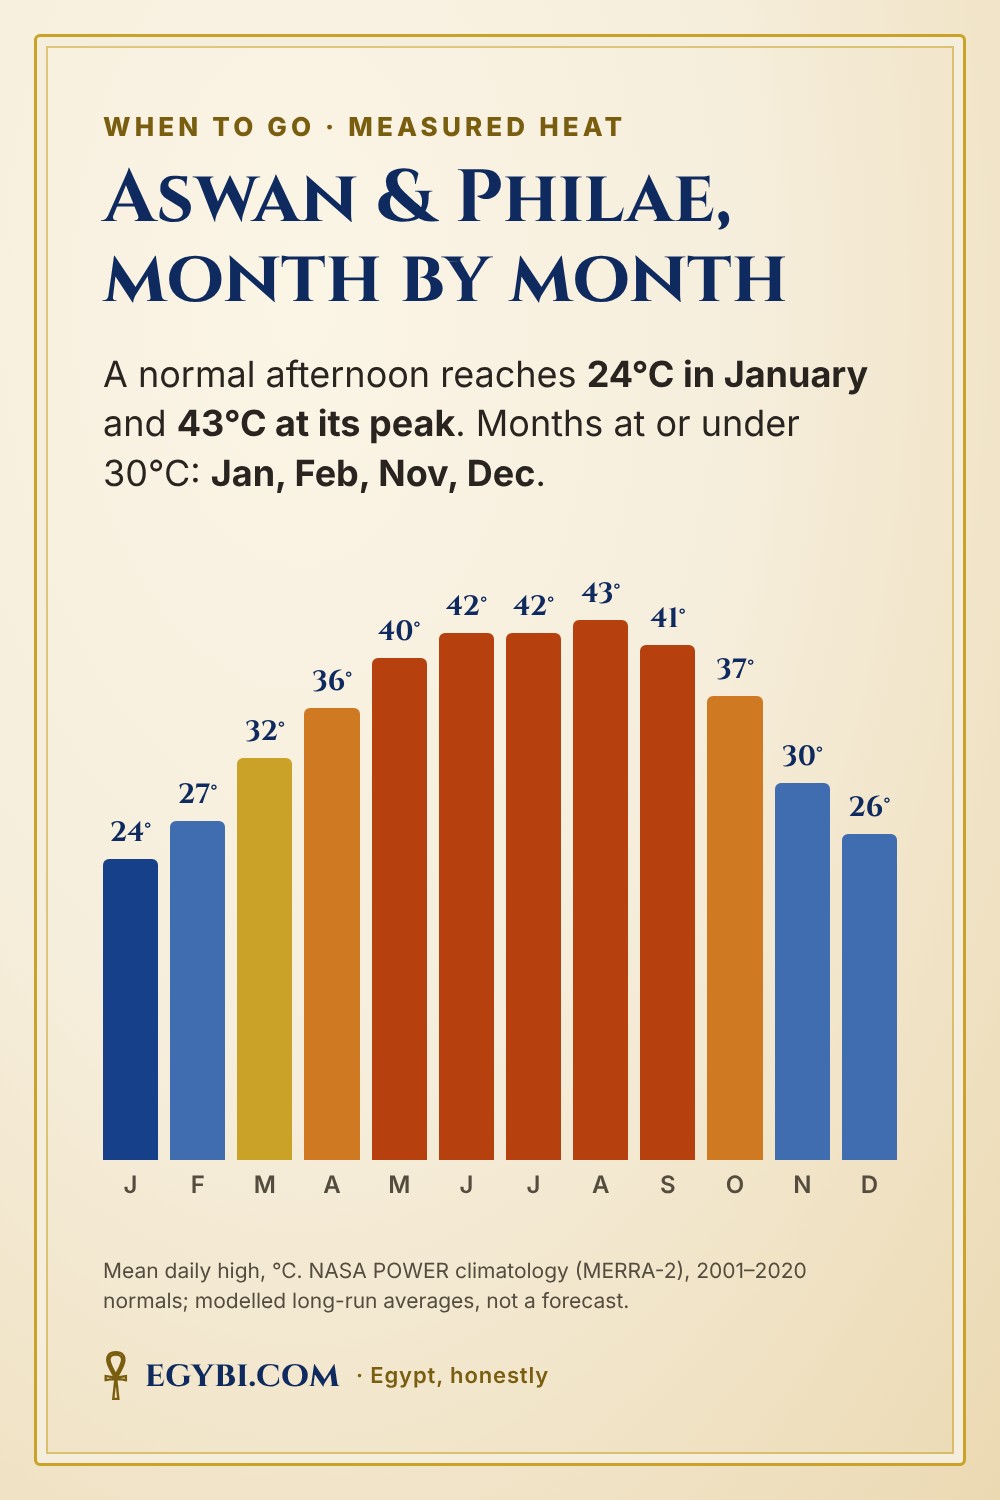 WHEN TO GO · MEASURED HEAT
Aswan & Philae,
month by month
A normal afternoon reaches 24°C in January
and 43°C at its peak. Months at or under
30°C: Jan, Feb, Nov, Dec.
24° 27° 32° 36° 40° 42° 42° 43° 41° 37° 30° 26°
J F M A M J J A S O N D
Mean daily high, °C. NASA POWER climatology (MERRA-2), 2001–2020
normals; modelled long-run averages, not a forecast.
☥ EGYBI.COM · Egypt, honestly